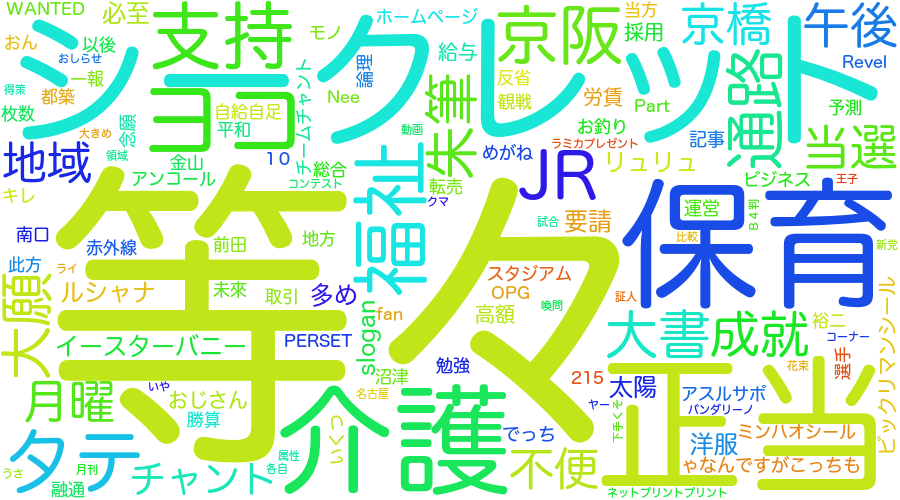 WANTED
必至
支持
ホームページ
京阪
当方
採用
京橋
午後
おん
以後
モノ
論理
給与
シークレット
Revel
おしらせ
一報
ヨコ
チームチャント
Nee
反省
観戦
労賃
Part
通路
予測
得策
都築
自給自足
平和
朱筆
お釣り
記事
当選
枚数
大きめ
念願
動画
めがね
ラミカプレゼント
地域
領域
金山
10
総合
福祉
JR
リュリュ
ビジネス
王子
アンコール
コンテスト
転売
クマ
保育
キレ
運営
B4判
南口
赤外線
前田
地方
試合
要請
比較
新党
此方
ライ
未來
取引
多め
スタジアム
OPG
大願
ルシャナ
等々
slogan
fan
高額
喚問
証人
大書
成就
裕二
ビックリマンシール
イースターバニー
PERSET
コーナー
月曜
いや
おじさん
沼津
名古屋
勉強
215
太陽
花束
選手
勝算
いくつ
介護
ヤー
正当
アスルサポ
パンダリーノ
下手くそ
タテ
でっち
洋服
ミンハオシール
うさ
月刊
チャント
属性
各自
不便
ゃなんですがこっちも
融通
ネットプリントプリント